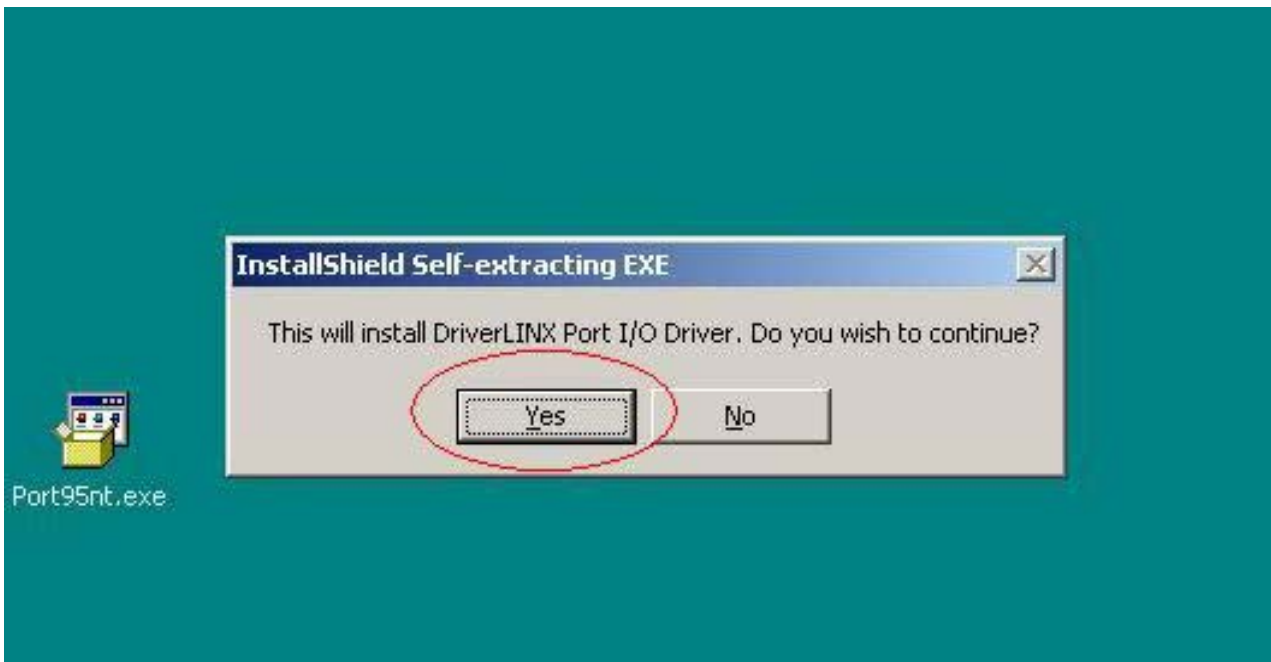 InstallShield Self-extracting EXE
This will install DriverLINX Port I/O Driver. Do you wish to continue?
Yes
No
Port95nt.exe